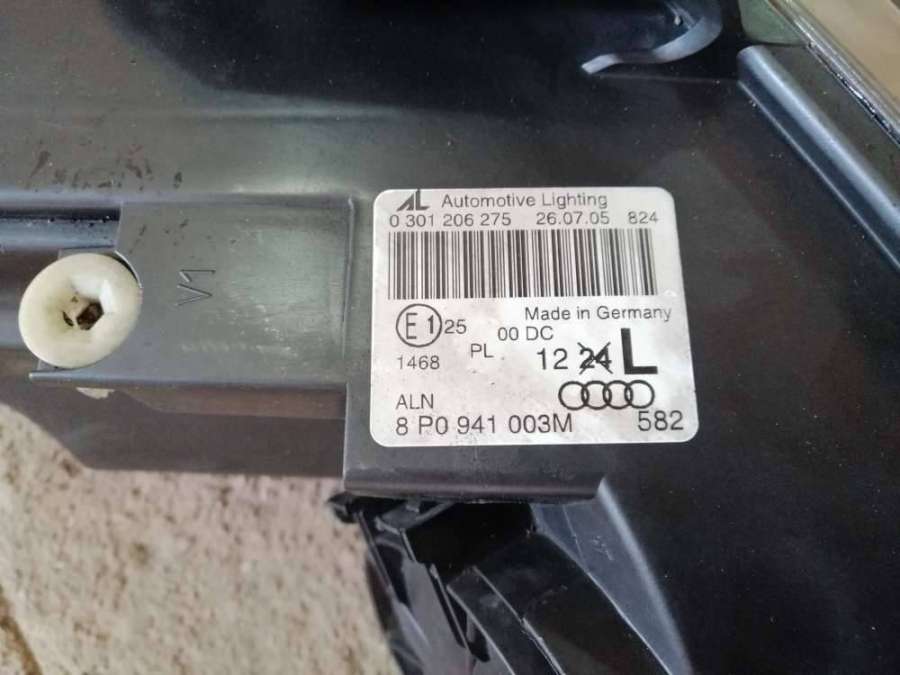 AL Automotive Lighting
0 301 206 275 26.07.05 824
Made in Germany
E1 25 00 DC
1468 PL 12 24 L
ALN
8 P0 941 003M 582
V1